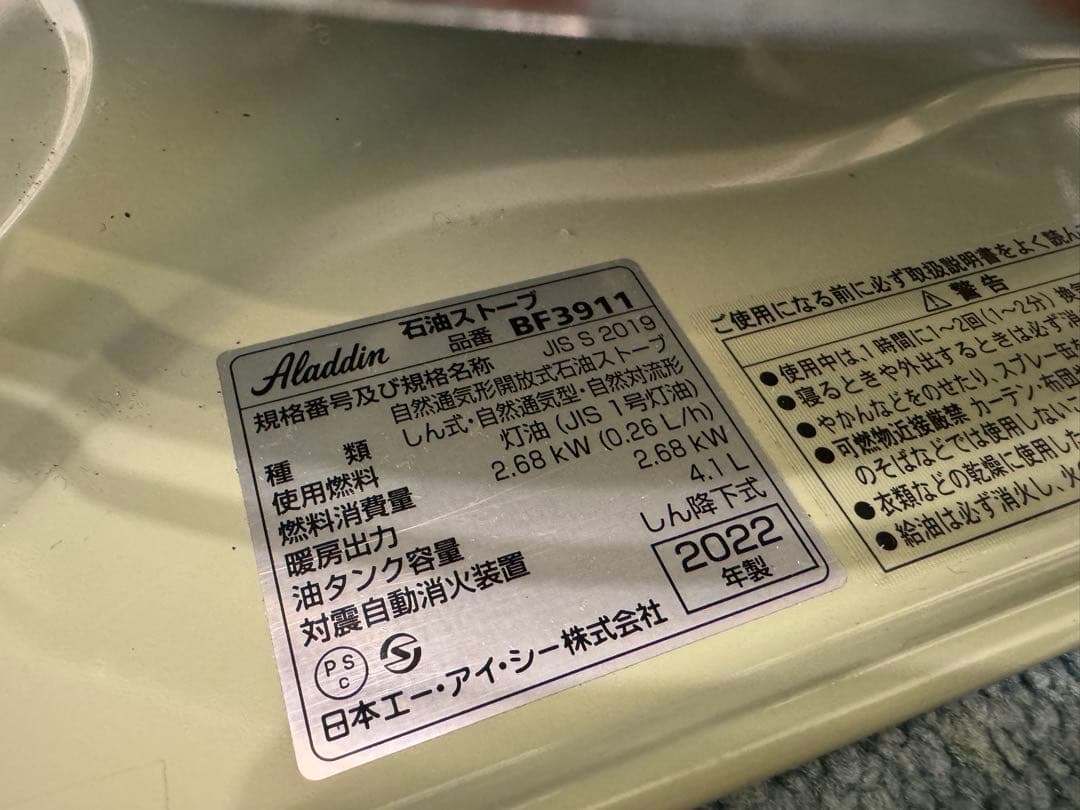 Aladdin
石油ストーブ
品番 BF3911
規格番号及び規格名称 JIS S 2019
自然通気形開放式石油ストーブ
種類 しん式・自然通気型・自然対流形
使用燃料 灯油(JIS 1号灯油)
燃料消費量 2.68 kW (0.26 L/h)
暖房出力 2.68 kW
油タンク容量 4.1 L
対震自動消火装置 しん降下式
2022
年製
PS
C
日本エー・アイ・シー株式会社
ご使用になる前に必ず取扱説明書をよく読ん
警告
●使用中は、1時間に1~2回(1~2分)換気
●寝るときや外出するときは必ず消
●やかんなどをのせたり、スプレー缶な
●可燃物近接厳禁 カーテン・布団や
のそばなどでは使用しない
●衣類などの乾燥に使用した
●給油は必ず消火し、火